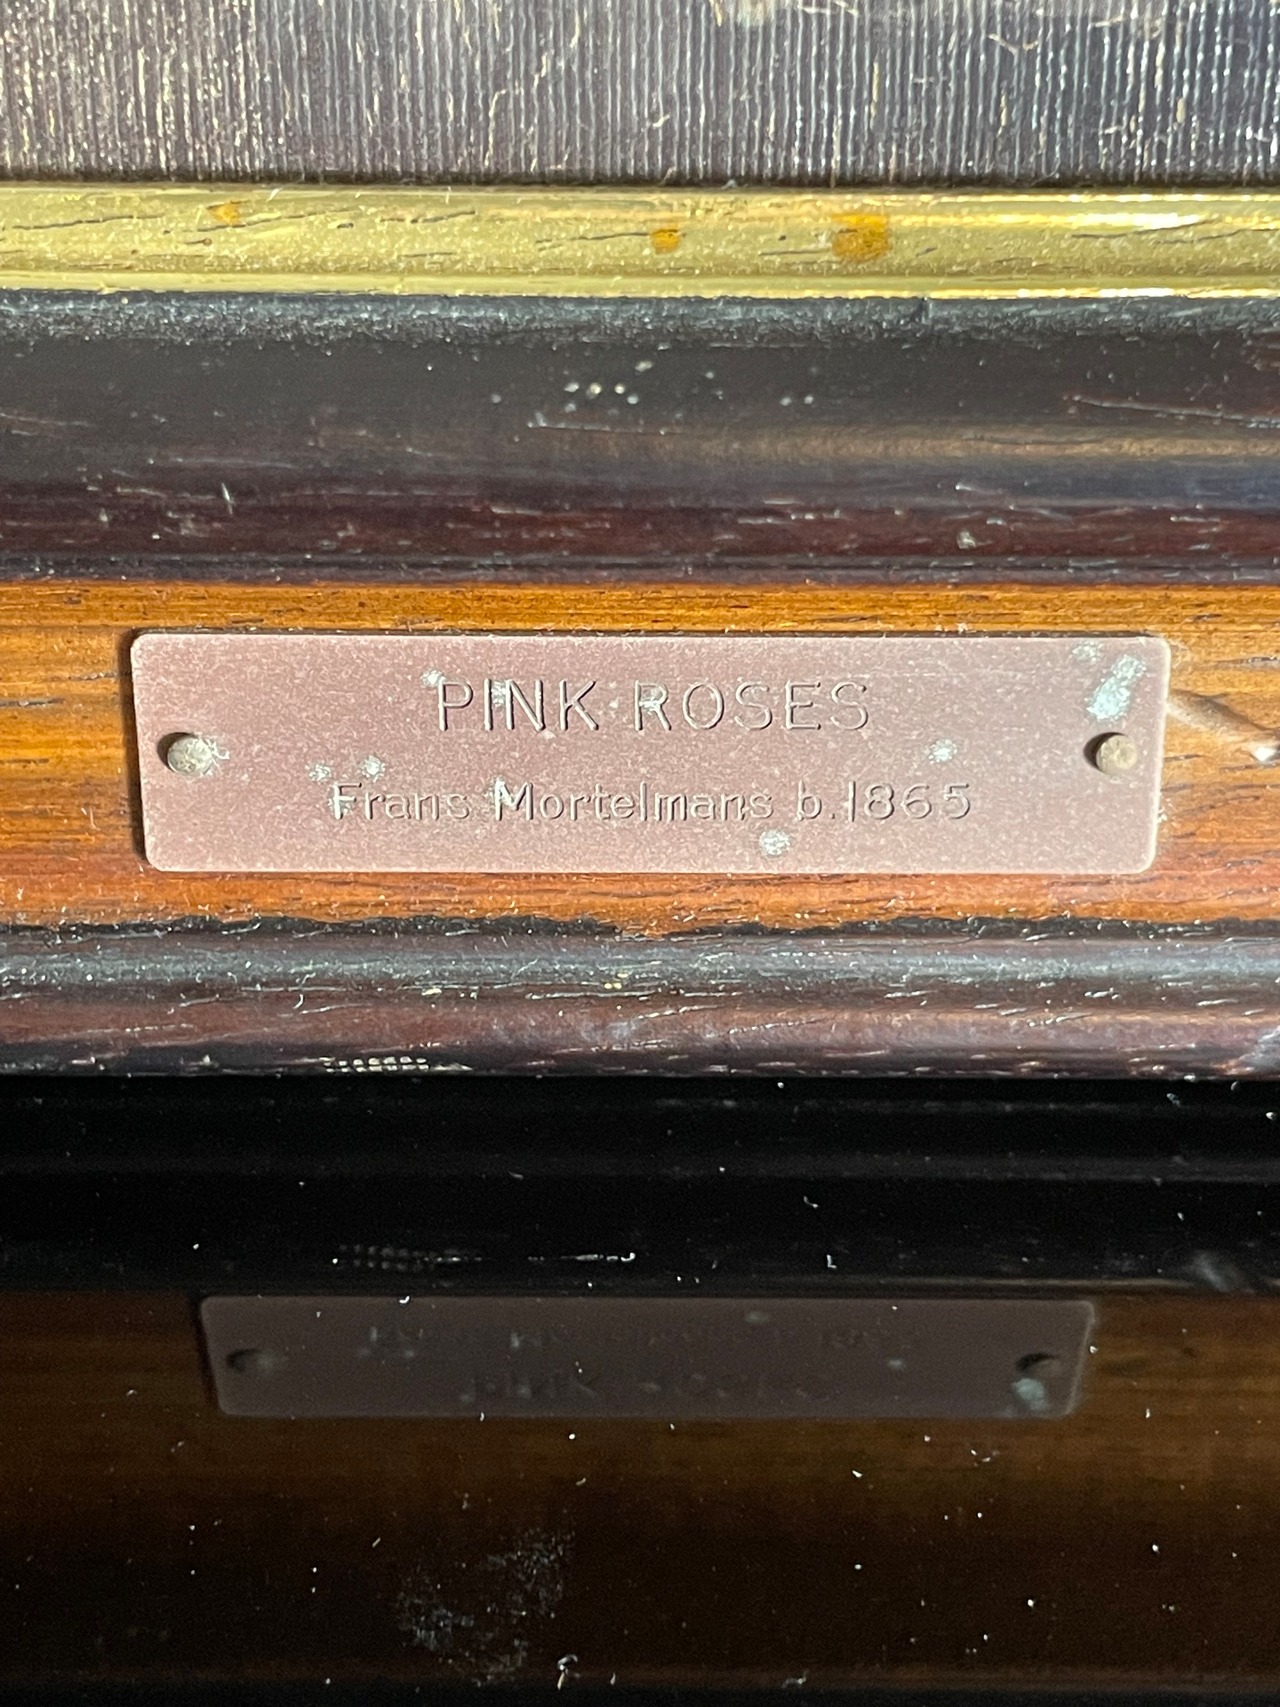 PINK ROSES
Frans Mortelmans b.1865